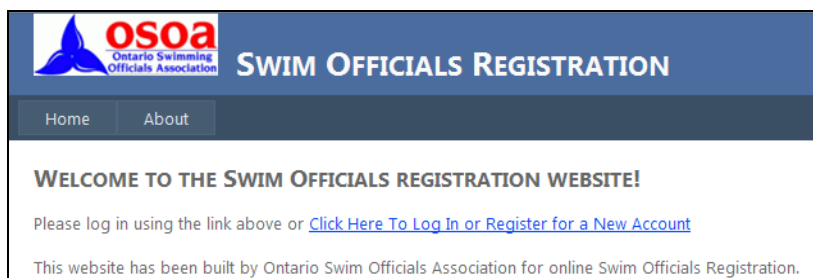 osoa
Ontario Swimming
Officials Association
SWIM OFFICIALS REGISTRATION
Home About
WELCOME TO THE SWIM OFFICIALS REGISTRATION WEBSITE!
Please log in using the link above or Click Here To Log In or Register for a New Account
This website has been built by Ontario Swim Officials Association for online Swim Officials Registration.